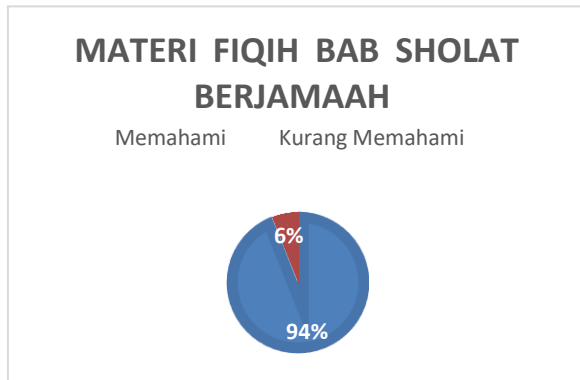 MATERI FIQIH BAB SHOLAT
BERJAMAAH
Memahami Kurang Memahami
6%
94%